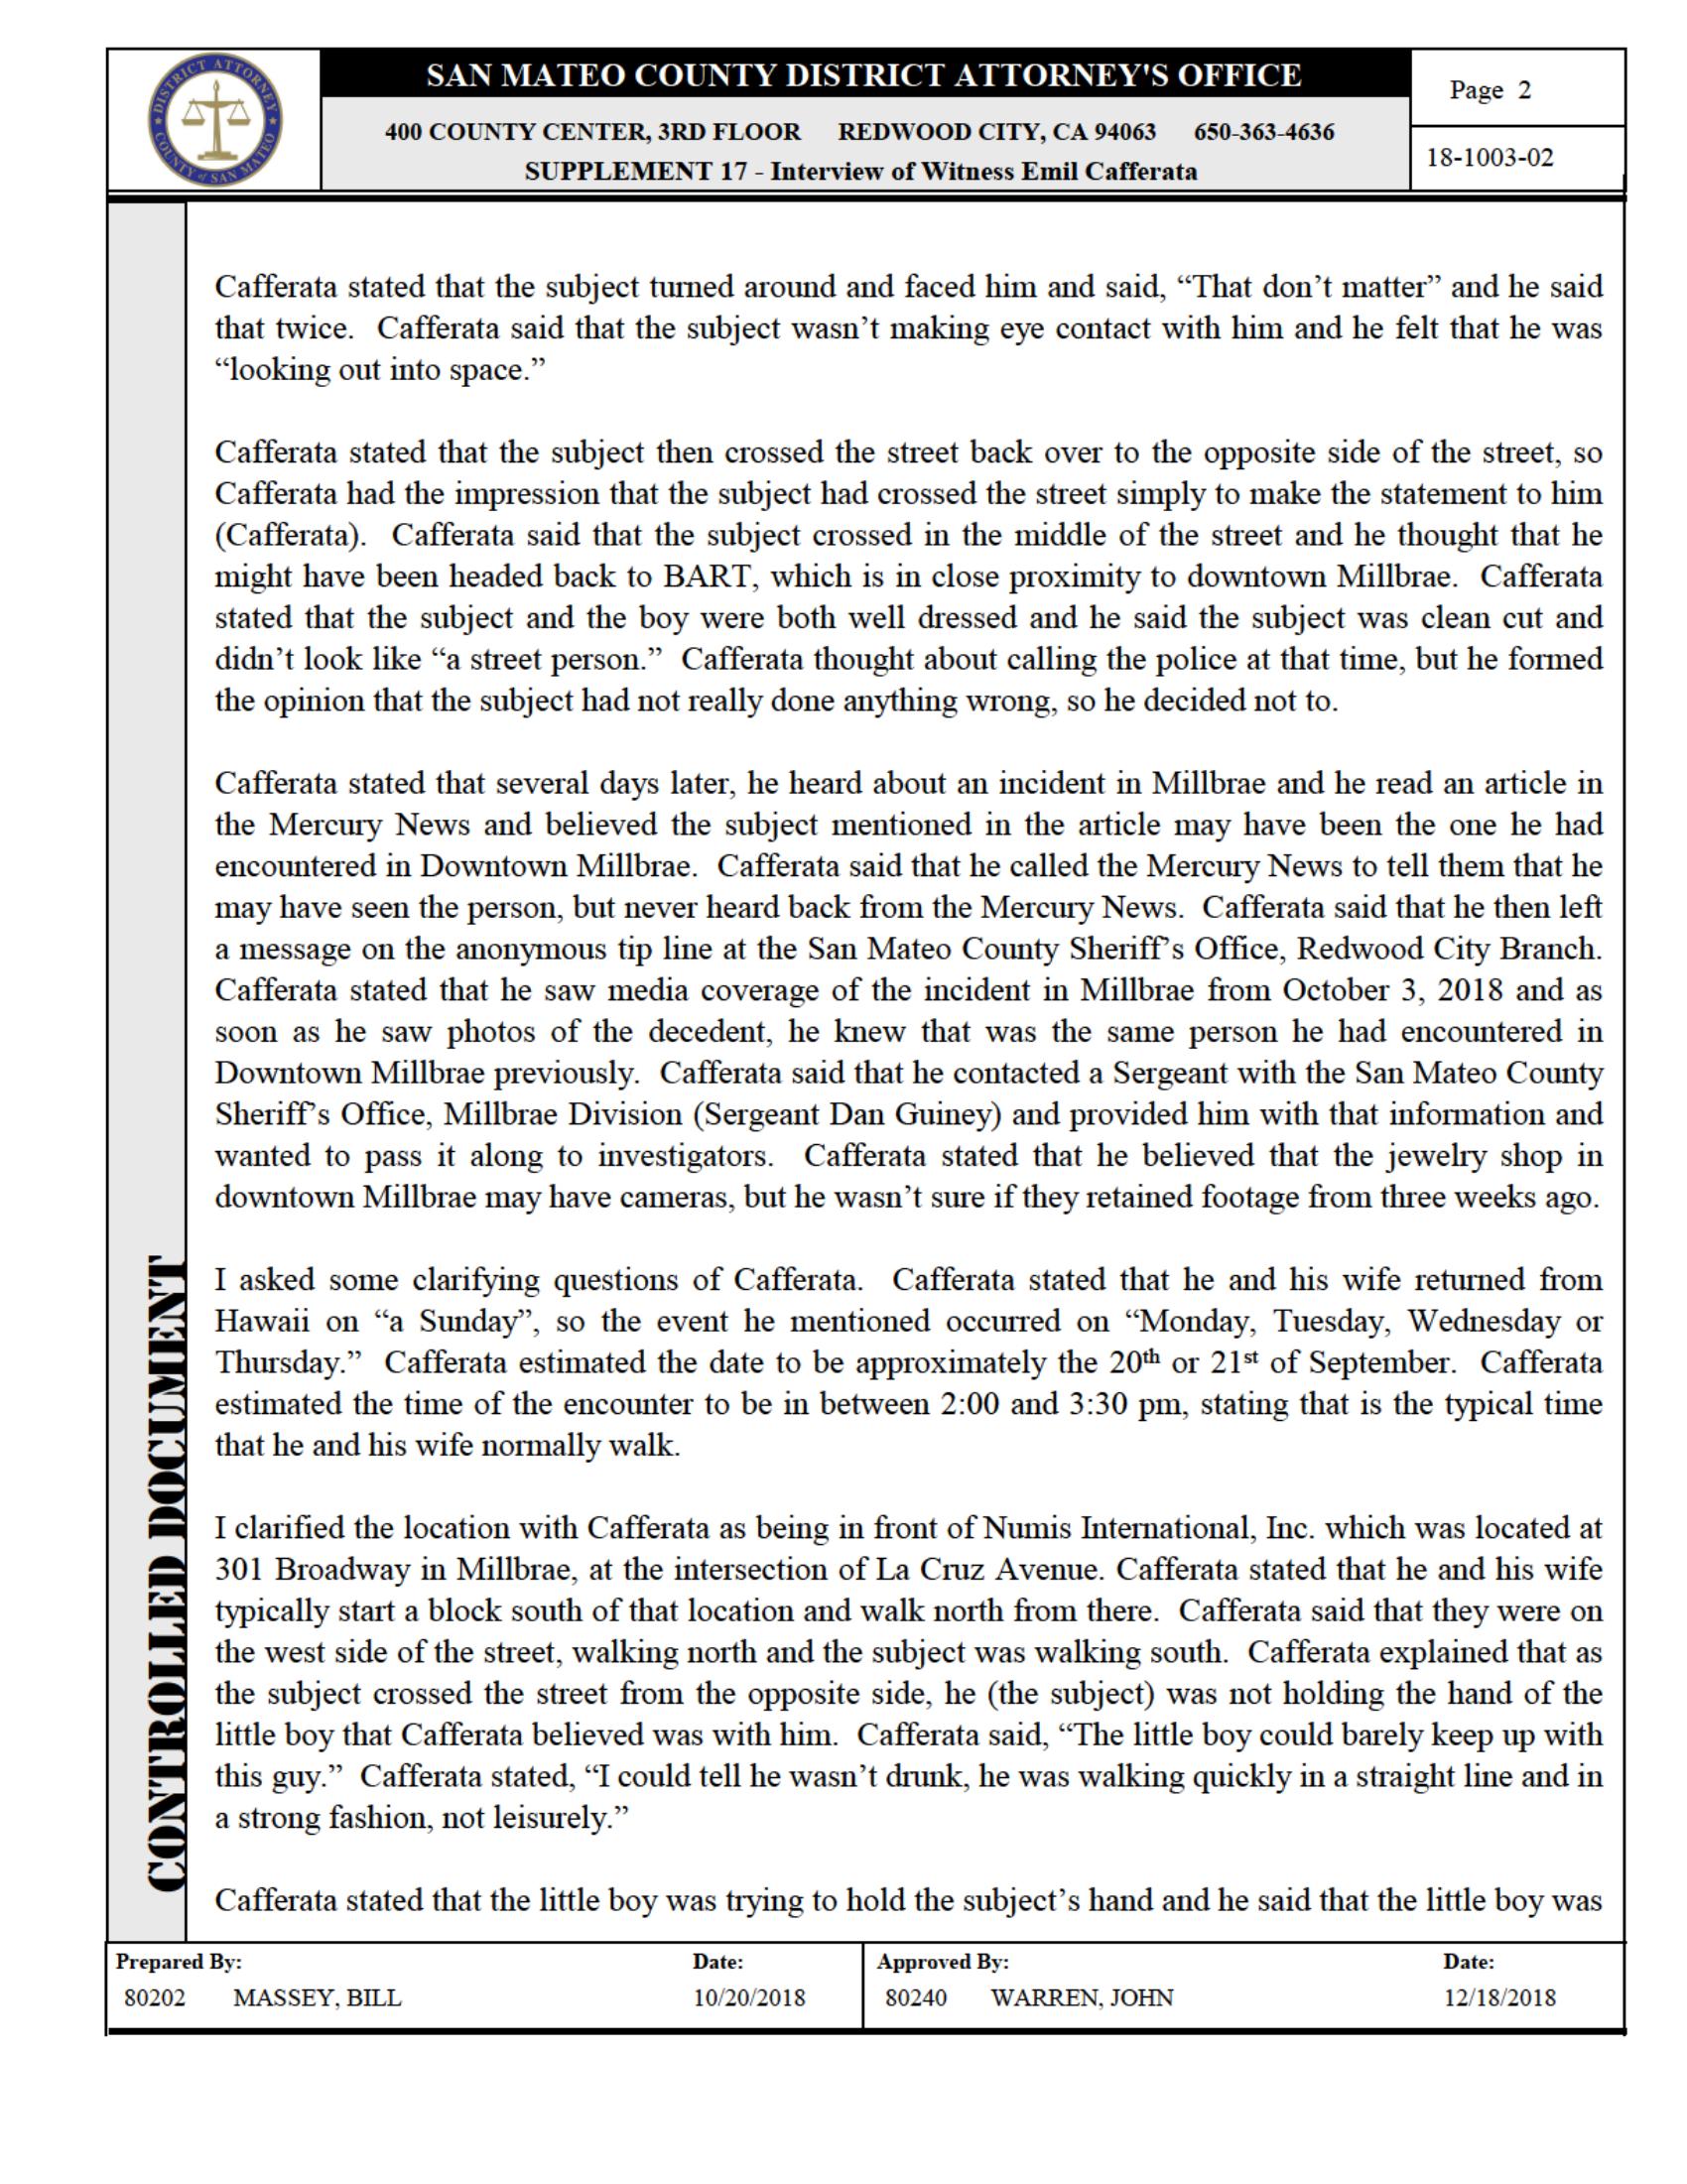 DISTRICT ATTORNEY
COUNTY of SAN MATEO
SAN MATEO COUNTY DISTRICT ATTORNEY'S OFFICE
400 COUNTY CENTER, 3RD FLOOR REDWOOD CITY, CA 94063 650-363-4636
SUPPLEMENT 17 - Interview of Witness Emil Cafferata
Page 2
18-1003-02
Cafferata stated that the subject turned around and faced him and said, “That don’t matter” and he said
that twice. Cafferata said that the subject wasn’t making eye contact with him and he felt that he was
“looking out into space.”
Cafferata stated that the subject then crossed the street back over to the opposite side of the street, so
Cafferata had the impression that the subject had crossed the street simply to make the statement to him
(Cafferata). Cafferata said that the subject crossed in the middle of the street and he thought that he
might have been headed back to BART, which is in close proximity to downtown Millbrae. Cafferata
stated that the subject and the boy were both well dressed and he said the subject was clean cut and
didn’t look like “a street person.” Cafferata thought about calling the police at that time, but he formed
the opinion that the subject had not really done anything wrong, so he decided not to.
Cafferata stated that several days later, he heard about an incident in Millbrae and he read an article in
the Mercury News and believed the subject mentioned in the article may have been the one he had
encountered in Downtown Millbrae. Cafferata said that he called the Mercury News to tell them that he
may have seen the person, but never heard back from the Mercury News. Cafferata said that he then left
a message on the anonymous tip line at the San Mateo County Sheriff’s Office, Redwood City Branch.
Cafferata stated that he saw media coverage of the incident in Millbrae from October 3, 2018 and as
soon as he saw photos of the decedent, he knew that was the same person he had encountered in
Downtown Millbrae previously. Cafferata said that he contacted a Sergeant with the San Mateo County
Sheriff’s Office, Millbrae Division (Sergeant Dan Guiney) and provided him with that information and
wanted to pass it along to investigators. Cafferata stated that he believed that the jewelry shop in
downtown Millbrae may have cameras, but he wasn’t sure if they retained footage from three weeks ago.
I asked some clarifying questions of Cafferata. Cafferata stated that he and his wife returned from
Hawaii on “a Sunday”, so the event he mentioned occurred on “Monday, Tuesday, Wednesday or
Thursday.” Cafferata estimated the date to be approximately the 20th or 21st of September. Cafferata
estimated the time of the encounter to be in between 2:00 and 3:30 pm, stating that is the typical time
that he and his wife normally walk.
I clarified the location with Cafferata as being in front of Numis International, Inc. which was located at
301 Broadway in Millbrae, at the intersection of La Cruz Avenue. Cafferata stated that he and his wife
typically start a block south of that location and walk north from there. Cafferata said that they were on
the west side of the street, walking north and the subject was walking south. Cafferata explained that as
the subject crossed the street from the opposite side, he (the subject) was not holding the hand of the
little boy that Cafferata believed was with him. Cafferata said, “The little boy could barely keep up with
this guy.” Cafferata stated, “I could tell he wasn’t drunk, he was walking quickly in a straight line and in
a strong fashion, not leisurely.”
Cafferata stated that the little boy was trying to hold the subject’s hand and he said that the little boy was
CONTROLLED DOCUMENT
Prepared By: Date: Approved By: Date:
80202 MASSEY, BILL 10/20/2018 80240 WARREN, JOHN 12/18/2018